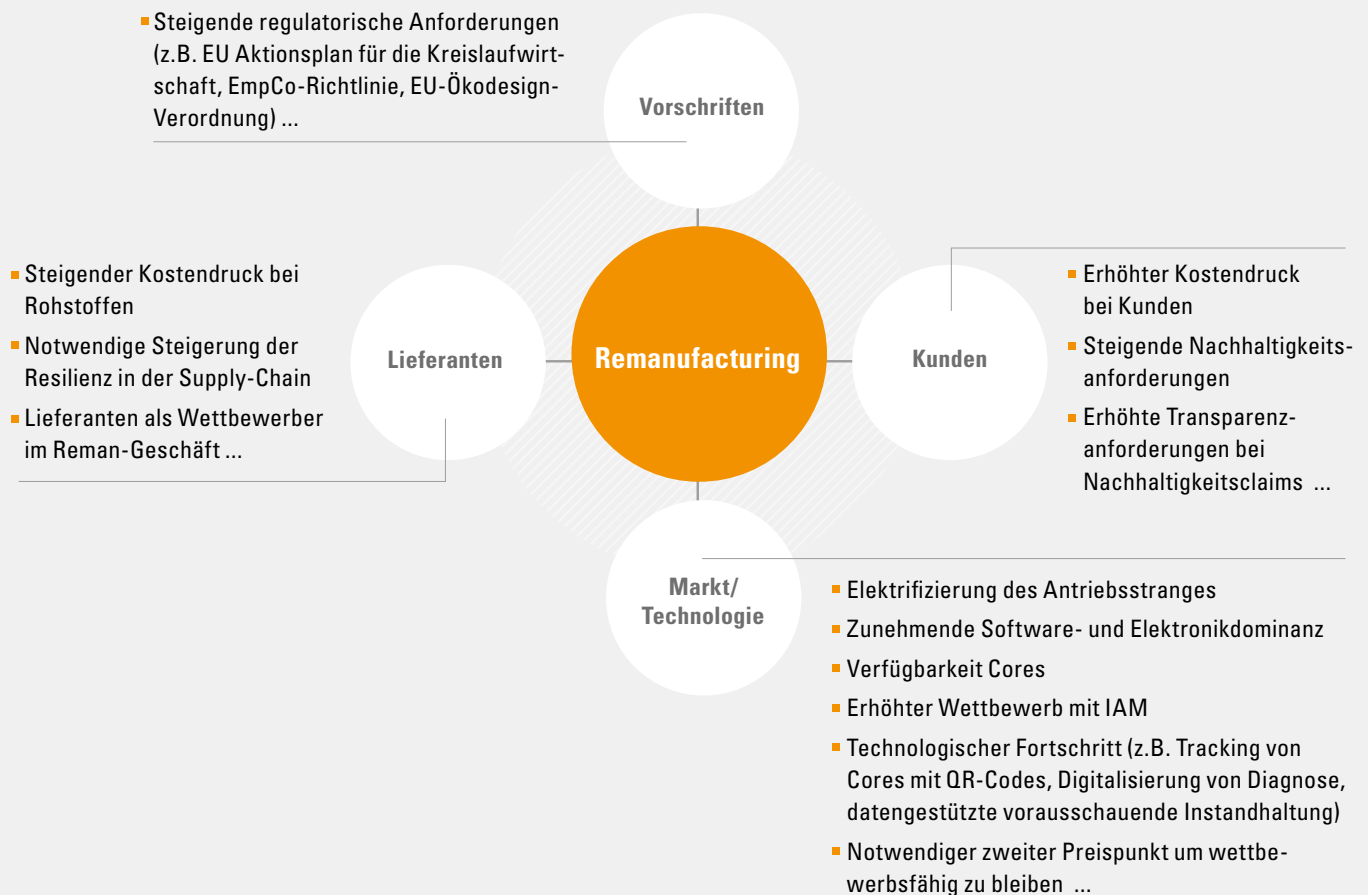 Steigende regulatorische Anforderungen
(z.B. EU Aktionsplan für die Kreislaufwirt-
schaft, EmpCo-Richtlinie, EU-Ökodesign-
Verordnung) ...
Vorschriften
Steigender Kostendruck bei
Rohstoffen
Notwendige Steigerung der
Resilienz in der Supply-Chain
Lieferanten als Wettbewerber
im Reman-Geschäft ...
Lieferanten
Remanufacturing
Kunden
Erhöhter Kostendruck
bei Kunden
Steigende Nachhaltigkeits-
anforderungen
Erhöhte Transparenz-
anforderungen bei
Nachhaltigkeitsclaims ...
Markt/
Technologie
Elektrifizierung des Antriebsstranges
Zunehmende Software- und Elektronikdominanz
Verfügbarkeit Cores
Erhöhter Wettbewerb mit IAM
Technologischer Fortschritt (z.B. Tracking von
Cores mit QR-Codes, Digitalisierung von Diagnose,
datengestützte vorausschauende Instandhaltung)
Notwendiger zweiter Preispunkt um wettbe-
werbsfähig zu bleiben ...